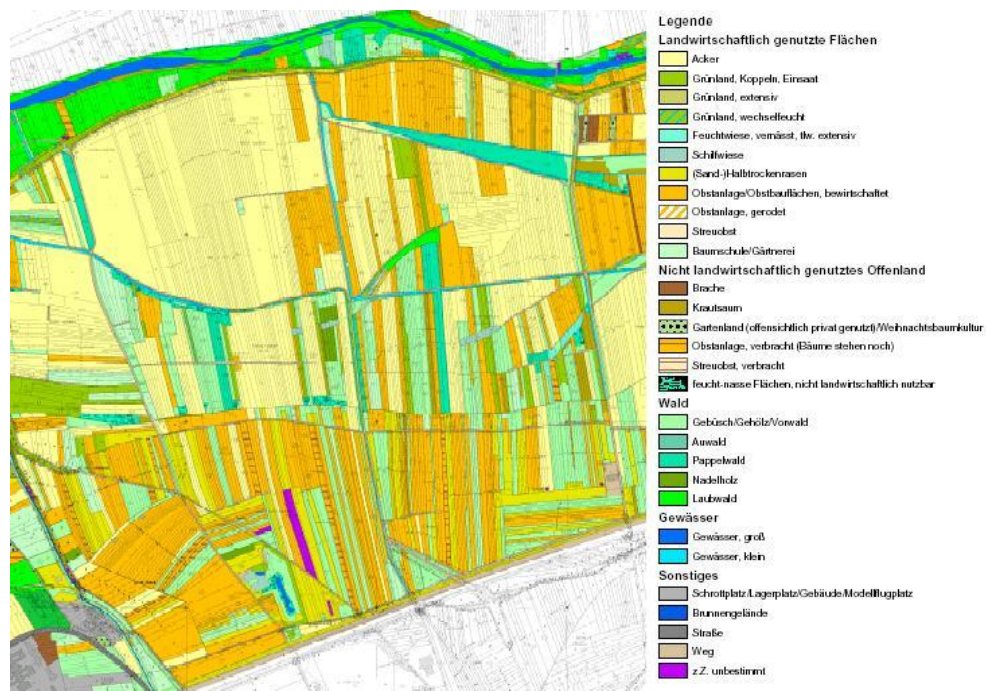 Legende
Landwirtschaftlich genutzte Flächen
Acker
Grünland, Koppeln, Einsaat
Grünland, extensiv
Grünland, wechselfeucht
Feuchtwiese, vernässt, tlw. extensiv
Schilfwiese
(Sand-)Halbtrockenrasen
Obstanlage/Obstbauflächen, bewirtschaftet
Obstanlage, gerodet
Streuobst
Baumschule/Gärtnerei
Nicht landwirtschaftlich genutztes Offenland
Brache
Krautsaum
Gartenland (offensichtlich privat genutzt)/Weihnachtsbaumkultur
Obstanlage, verbracht (Bäume stehen noch)
Streuobst, verbracht
feucht-nasse Flächen, nicht landwirtschaftlich nutzbar
Wald
Gebüsch/Gehölz/Vorwald
Auwald
Pappelwald
Nadelholz
Laubwald
Gewässer
Gewässer, groß
Gewässer, klein
Sonstiges
Schrottplatz/Lagerplatz/Gebäude/Modellflugplatz
Brunnengelände
Straße
Weg
z.Z. unbestimmt